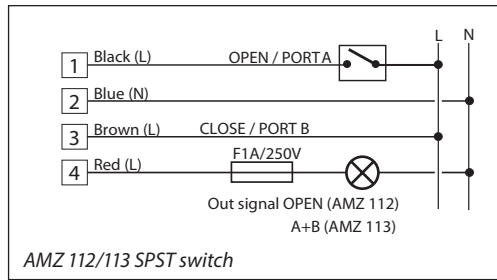 L N
1 Black (L) OPEN / PORT A
2 Blue (N)
3 Brown (L) CLOSE / PORT B
F1A/250V
4 Red (L)
Out signal OPEN (AMZ 112)
A+B (AMZ 113)
AMZ 112/113 SPST switch